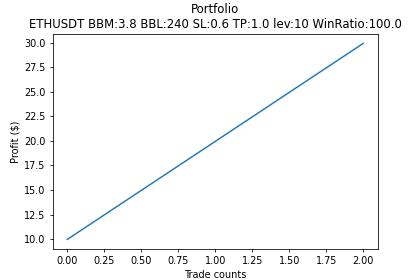 Portfolio
ETHUSDT BBM:3.8 BBL:240 SL:0.6 TP:1.0 lev:10 WinRatio:100.0
30.0
27.5
25.0
22.5
20.0
17.5
15.0
12.5
10.0
Profit ($)
0.00 0.25 0.50 0.75 1.00 1.25 1.50 1.75 2.00
Trade counts